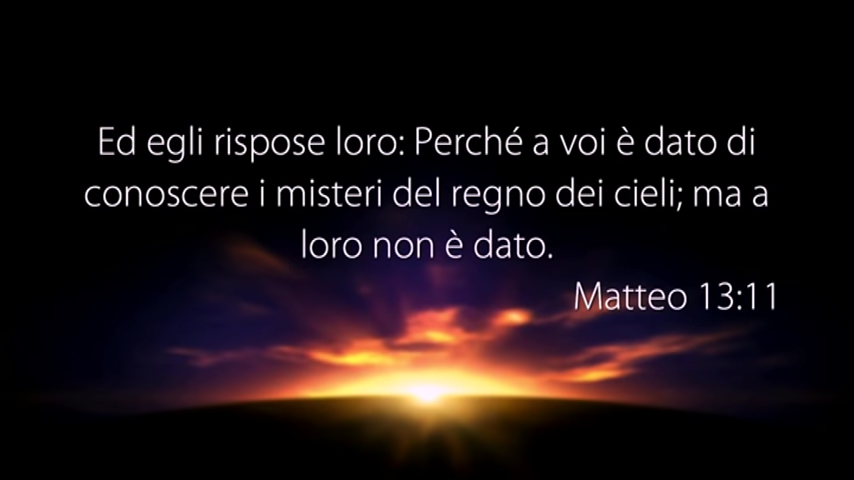 Ed egli rispose loro: Perché a voi è dato di
conoscere i misteri del regno dei cieli; ma a
loro non è dato.
Matteo 13:11